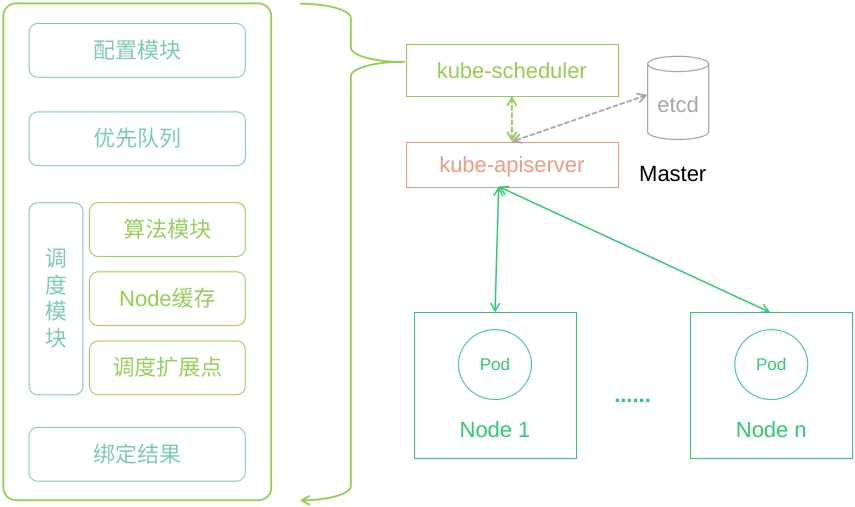 配置模块
优先队列
调度模块
算法模块
Node缓存
调度扩展点
绑定结果
kube-scheduler
etcd
kube-apiserver
Master
Pod
Node 1
......
Pod
Node n